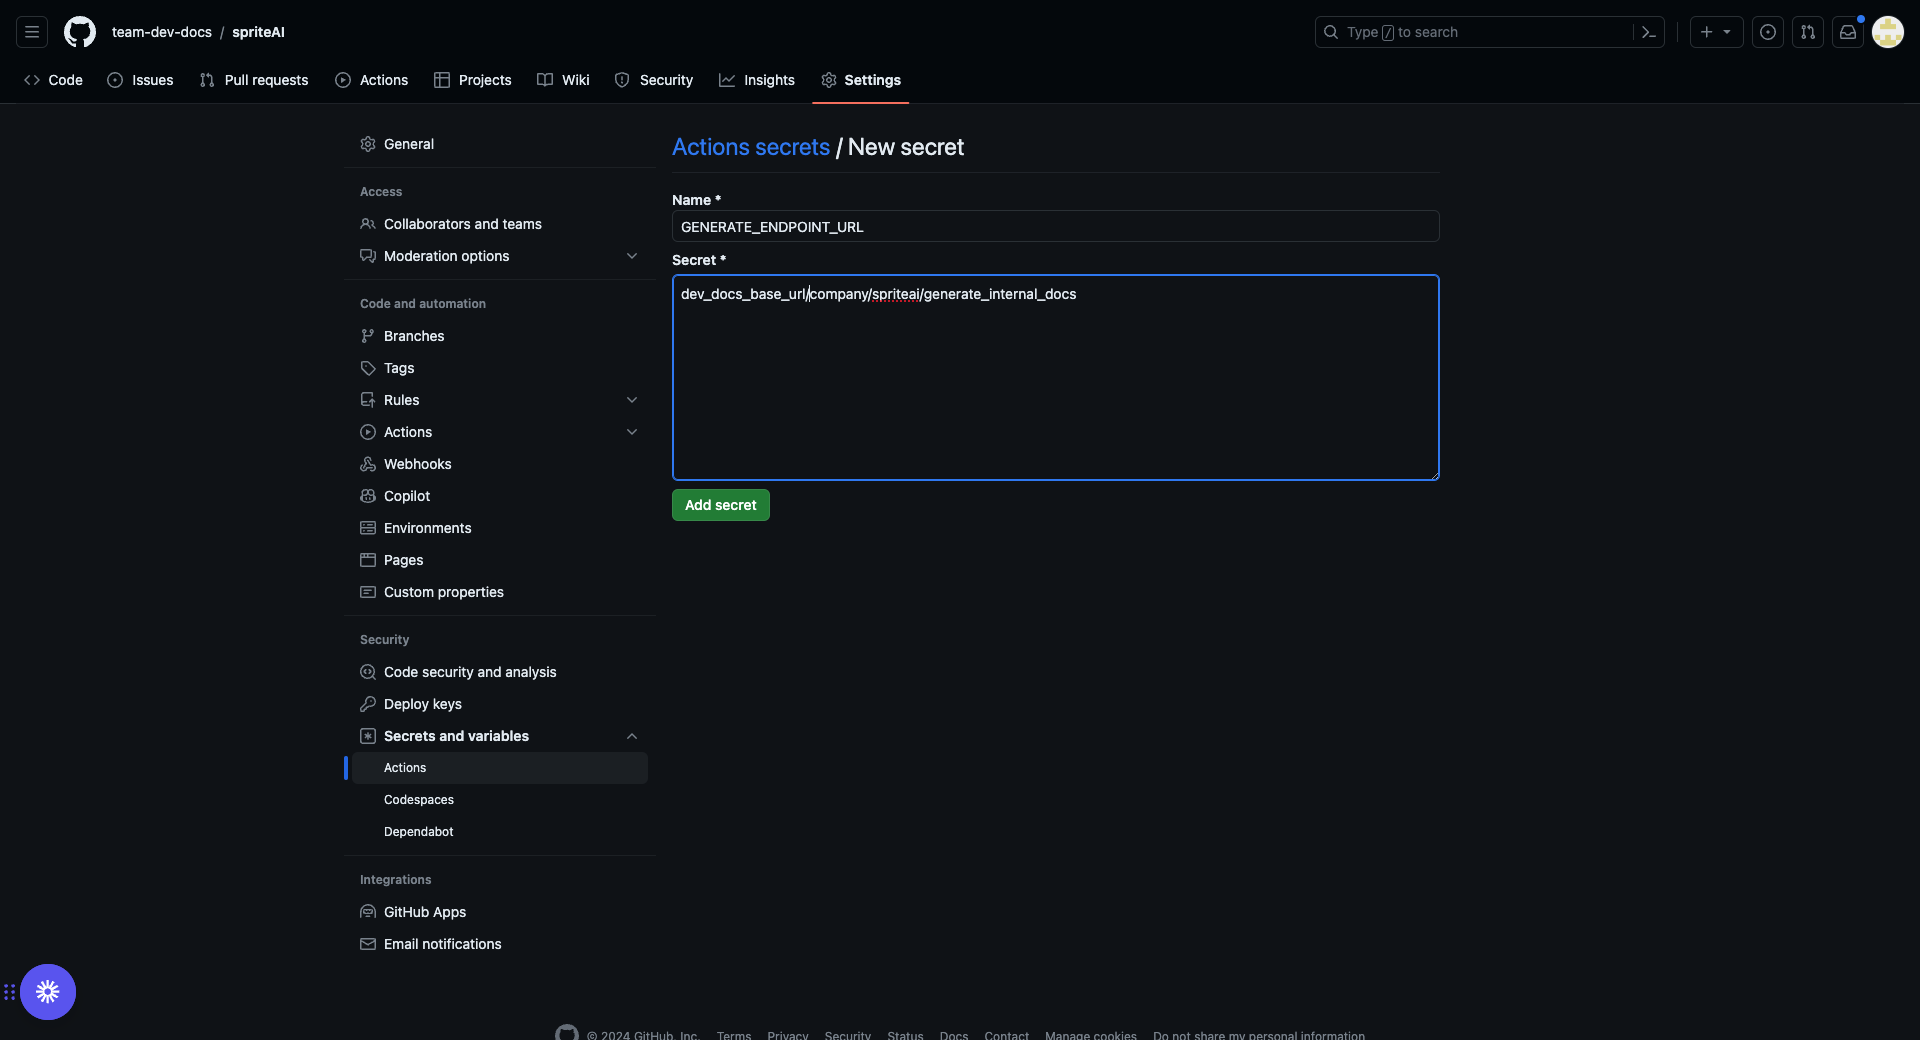 team-dev-docs / spriteAI
Type / to search
Code
Issues
Pull requests
Actions
Projects
Wiki
Security
Insights
Settings
General
Access
Collaborators and teams
Moderation options
Code and automation
Branches
Tags
Rules
Actions
Webhooks
Copilot
Environments
Pages
Custom properties
Security
Code security and analysis
Deploy keys
Secrets and variables
Actions
Codespaces
Dependabot
Integrations
GitHub Apps
Email notifications
Actions secrets / New secret
Name *
GENERATE_ENDPOINT_URL
Secret *
dev_docs_base_url/company/spriteai/generate_internal_docs
Add secret
© 2024 GitHub, Inc.
Terms
Privacy
Security
Status
Docs
Contact
Manage cookies
Do not share my personal information